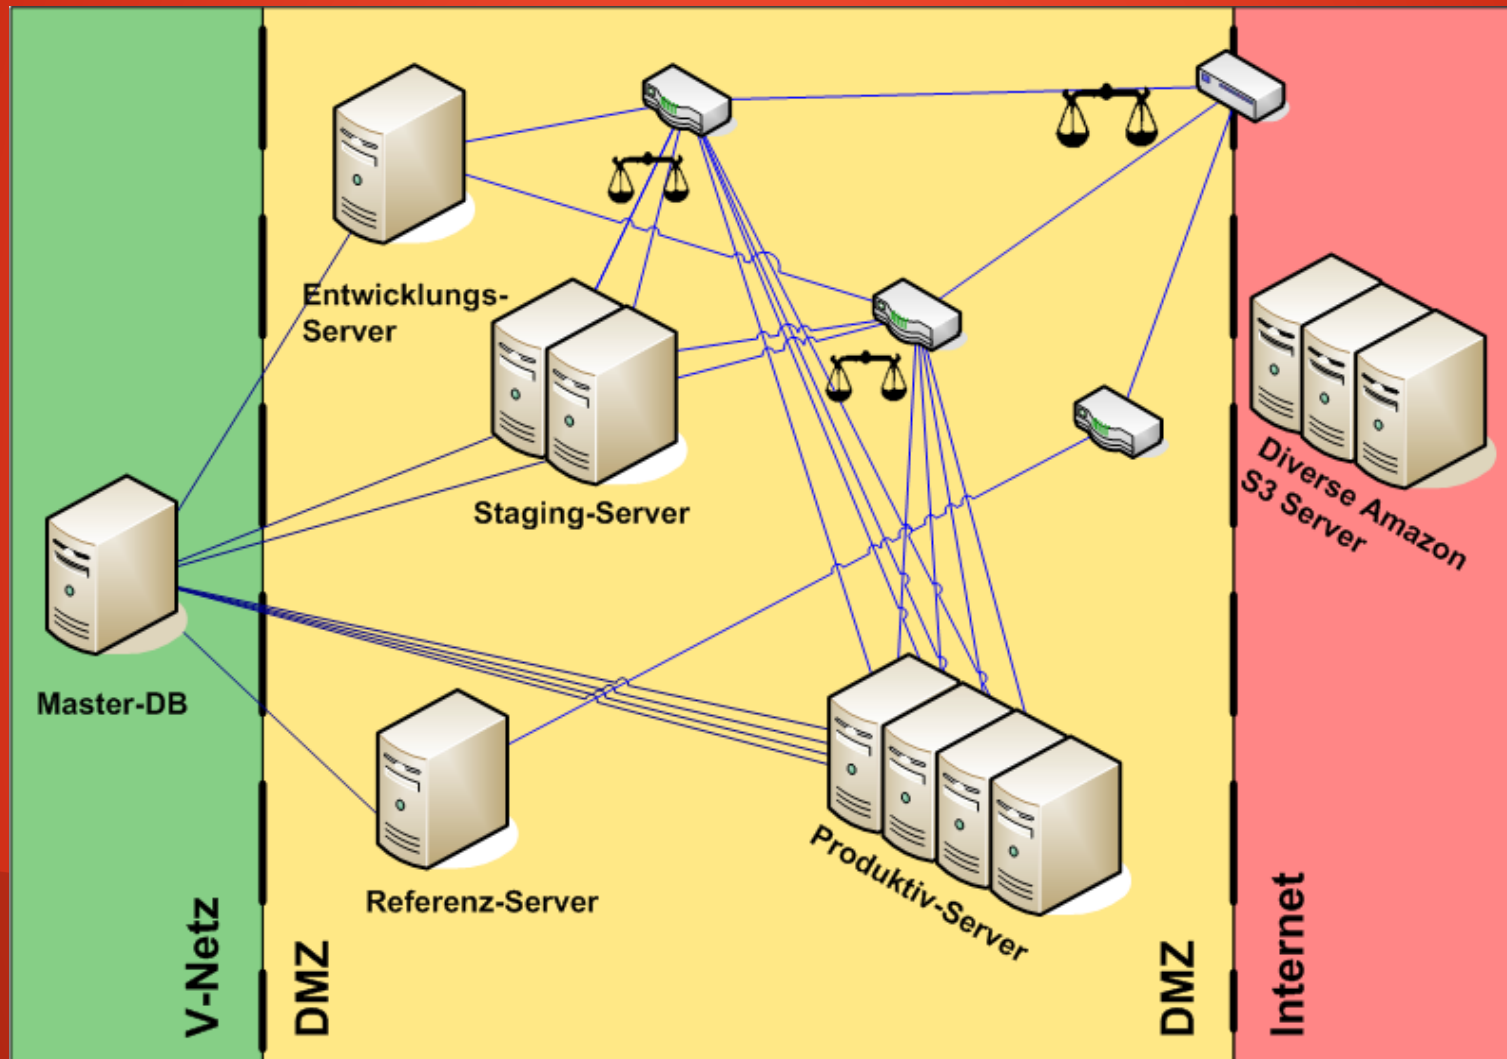 Entwicklungs-
Server
Staging-Server
Diverse Amazon
S3 Server
Master-DB
Referenz-Server
Produktiv-Server
V-Netz
DMZ
DMZ
Internet